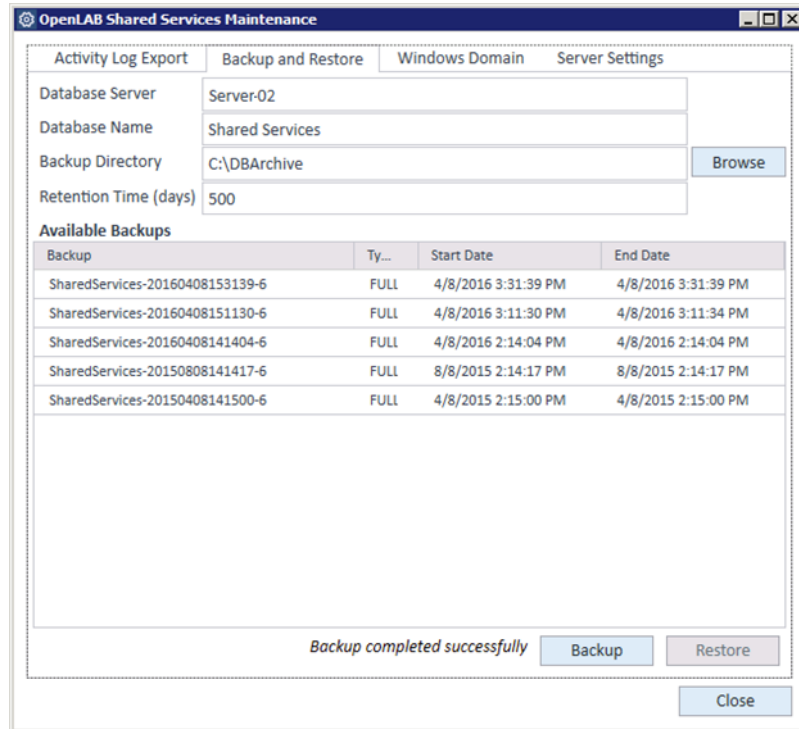 OpenLAB Shared Services Maintenance
Activity Log Export Backup and Restore Windows Domain Server Settings
Database Server Server-02
Database Name Shared Services
Backup Directory C:\DBArchive Browse
Retention Time (days) 500
Available Backups
Backup Ty... Start Date End Date
SharedServices-20160408153139-6 FULL 4/8/2016 3:31:39 PM 4/8/2016 3:31:39 PM
SharedServices-20160408151130-6 FULL 4/8/2016 3:11:30 PM 4/8/2016 3:11:34 PM
SharedServices-20160408141404-6 FULL 4/8/2016 2:14:04 PM 4/8/2016 2:14:04 PM
SharedServices-20150808141417-6 FULL 8/8/2015 2:14:17 PM 8/8/2015 2:14:17 PM
SharedServices-20150408141500-6 FULL 4/8/2015 2:15:00 PM 4/8/2015 2:15:00 PM
Backup completed successfully Backup Restore
Close